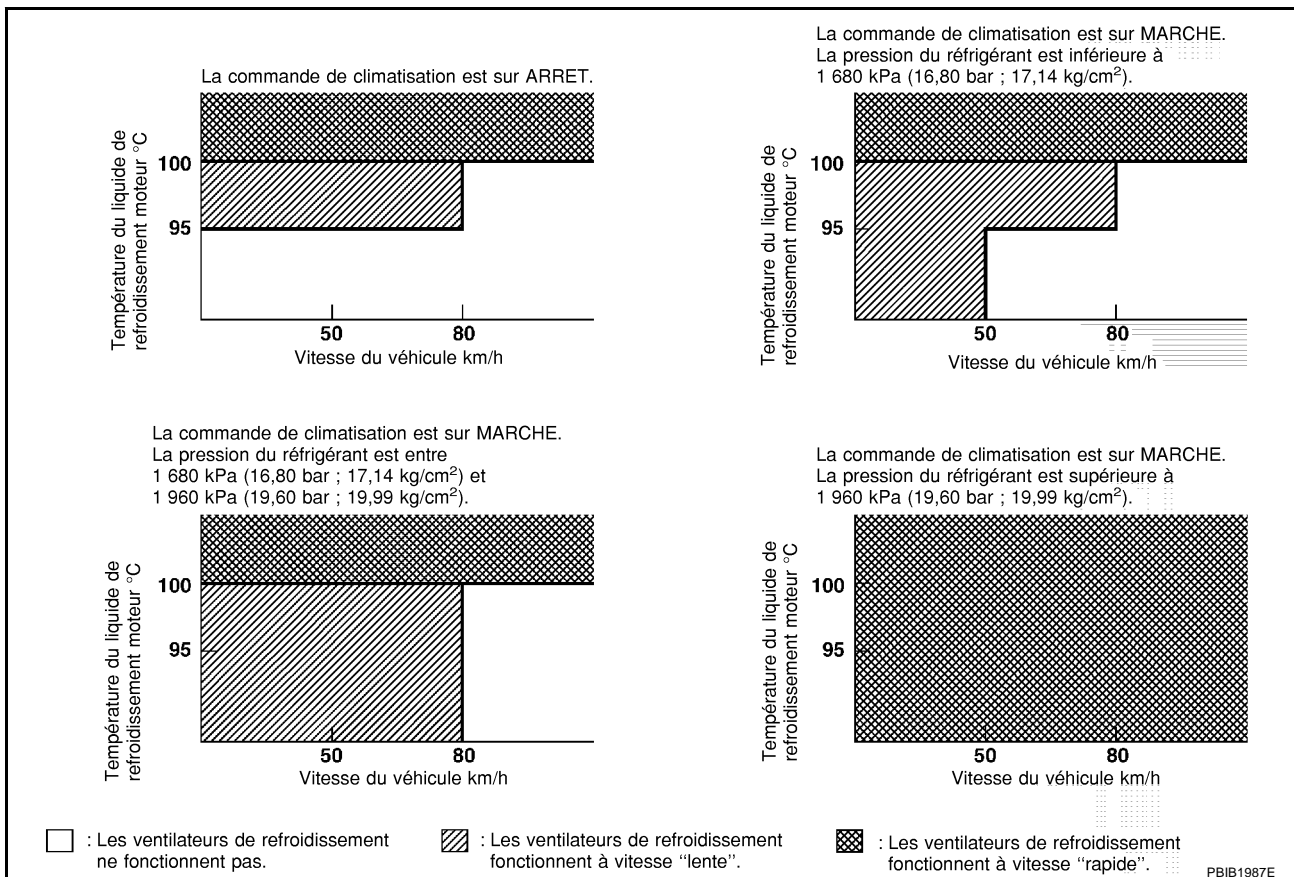 La commande de climatisation est sur ARRET.
Température du liquide de
refroidissement moteur °C
100
95
50
80
Vitesse du véhicule km/h
La commande de climatisation est sur MARCHE.
La pression du réfrigérant est inférieure à
1 680 kPa (16,80 bar ; 17,14 kg/cm²).
Température du liquide de
refroidissement moteur °C
100
95
50
80
Vitesse du véhicule km/h
La commande de climatisation est sur MARCHE.
La pression du réfrigérant est entre
1 680 kPa (16,80 bar ; 17,14 kg/cm²) et
1 960 kPa (19,60 bar ; 19,99 kg/cm²).
Température du liquide de
refroidissement moteur °C
100
95
50
80
Vitesse du véhicule km/h
La commande de climatisation est sur MARCHE.
La pression du réfrigérant est supérieure à
1 960 kPa (19,60 bar ; 19,99 kg/cm²).
Température du liquide de
refroidissement moteur °C
100
95
50
80
Vitesse du véhicule km/h
: Les ventilateurs de refroidissement
ne fonctionnent pas.
: Les ventilateurs de refroidissement
fonctionnent à vitesse "lente".
: Les ventilateurs de refroidissement
fonctionnent à vitesse "rapide".
PBIB1987E